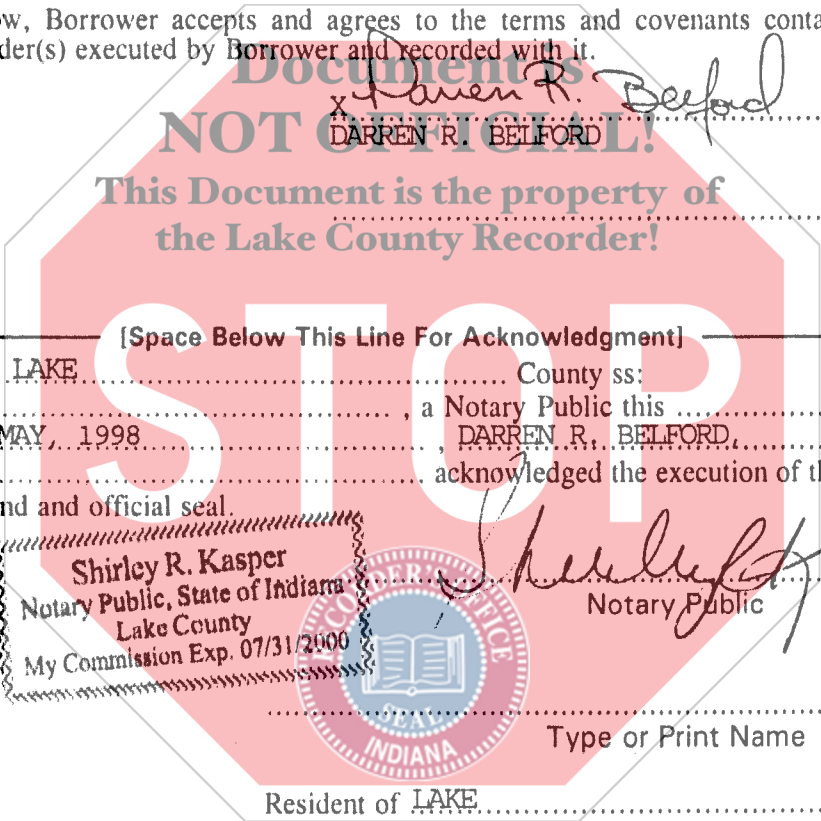 ow, Borrower accepts and agrees to the terms and covenants conta
der(s) executed by Borrower and recorded with it.
Document is
x Darren R. Belford
NOT OFFICIAL!
DARREN R. BELFORD
This Document is the property of
the Lake County Recorder!
STOP
[Space Below This Line For Acknowledgment]
LAKE County ss:
, a Notary Public this
MAY, 1998 , DARREN R. BELFORD,
acknowledged the execution of th
nd and official seal.
Shirley R. Kasper
Notary Public, State of Indiana
Lake County
My Commission Exp. 07/31/2000
Notary Public
RECORDER'S OFFICE
SEAL
INDIANA
Type or Print Name
Resident of LAKE